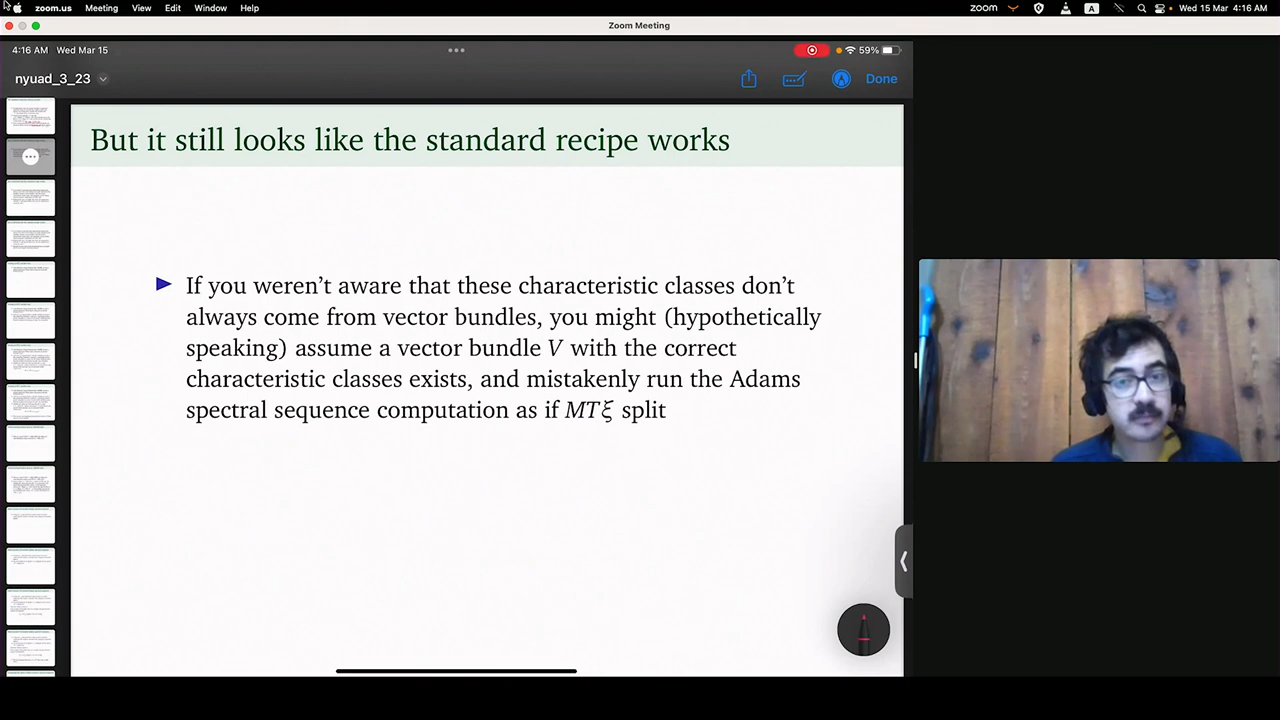 zoom.us Meeting View Edit Window Help
zoom A Wed 15 Mar 4:16 AM
Zoom Meeting
4:16 AM Wed Mar 15
59%
nyuad_3_23
Done
But it still looks like the standard recipe works
If you weren’t aware that these characteristic classes don’t
always come from vector bundles, you might (hypothetically
speaking) assume a vector bundle V with the correct
characteristic classes exists, and mistakenly run the Adams
spectral sequence computation as if MTξ split